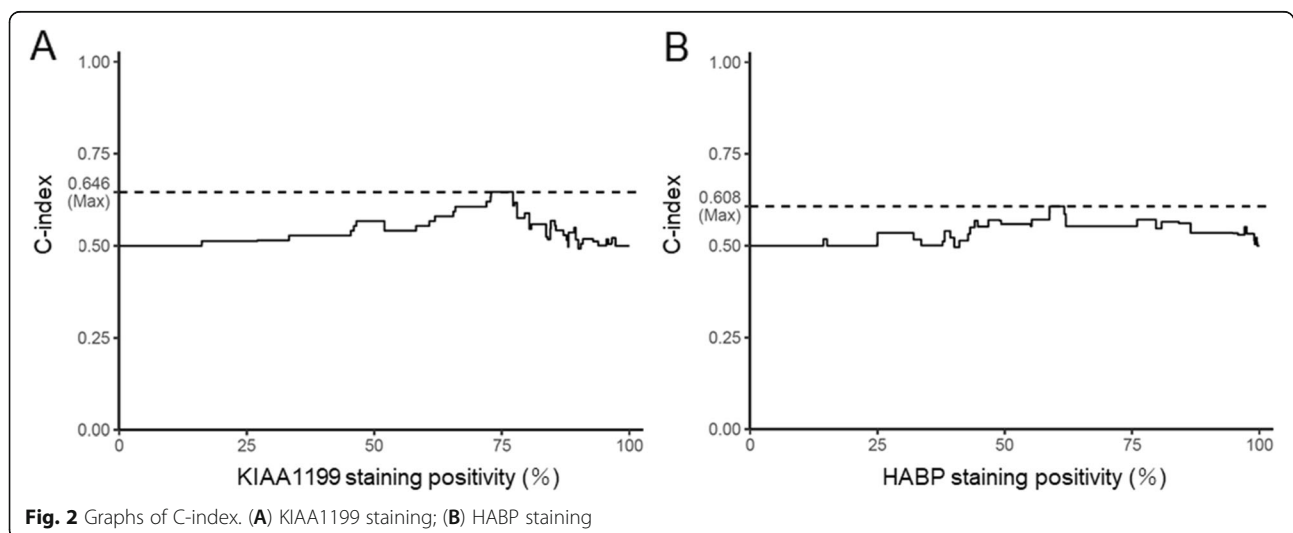 A
1.00
0.75
0.646
(Max)
0.50
0.25
0.00
C-index
0 25 50 75 100
KIAA1199 staining positivity (%)
B
1.00
0.75
0.608
(Max)
0.50
0.25
0.00
C-index
0 25 50 75 100
HABP staining positivity (%)
Fig. 2 Graphs of C-index. (A) KIAA1199 staining; (B) HABP staining